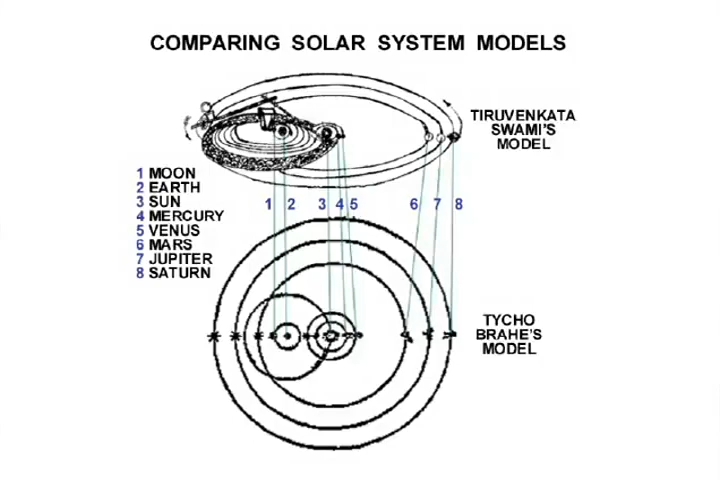 COMPARING SOLAR SYSTEM MODELS
TIRUVENKATA
SWAMI'S
MODEL
1 MOON
2 EARTH
3 SUN
4 MERCURY
5 VENUS
6 MARS
7 JUPITER
8 SATURN
1 2 3 4 5 6 7 8
TYCHO
BRAHE'S
MODEL